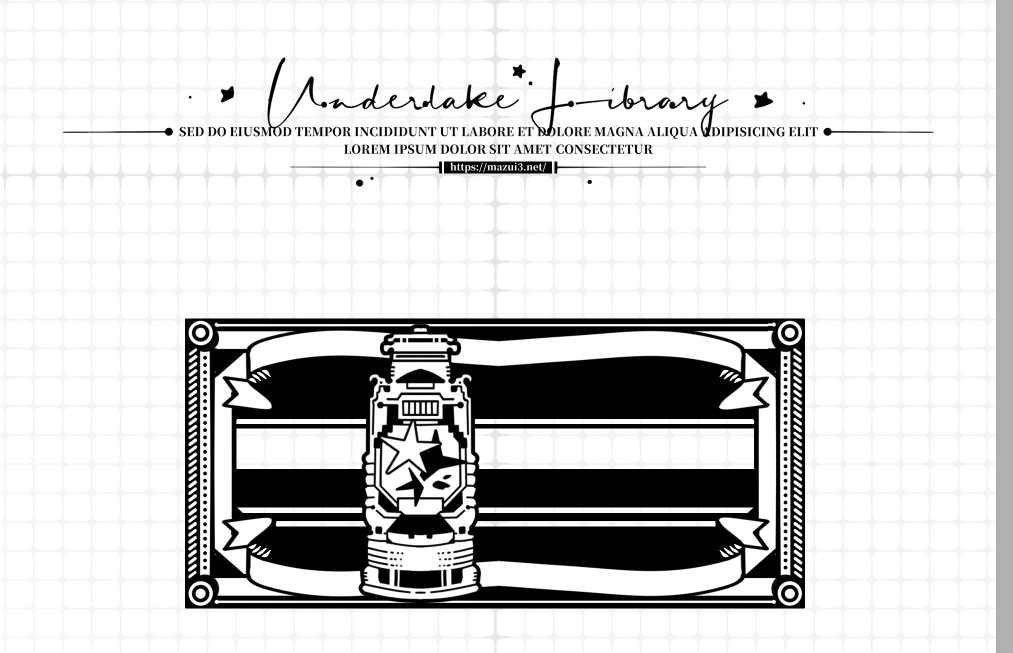 Underdake Library
SED DO EIUSMOD TEMPOR INCIDIDUNT UT LABORE ET DOLORE MAGNA ALIQUA ADIPISICING ELIT
LOREM IPSUM DOLOR SIT AMET CONSECTETUR
https://mazui3.net/